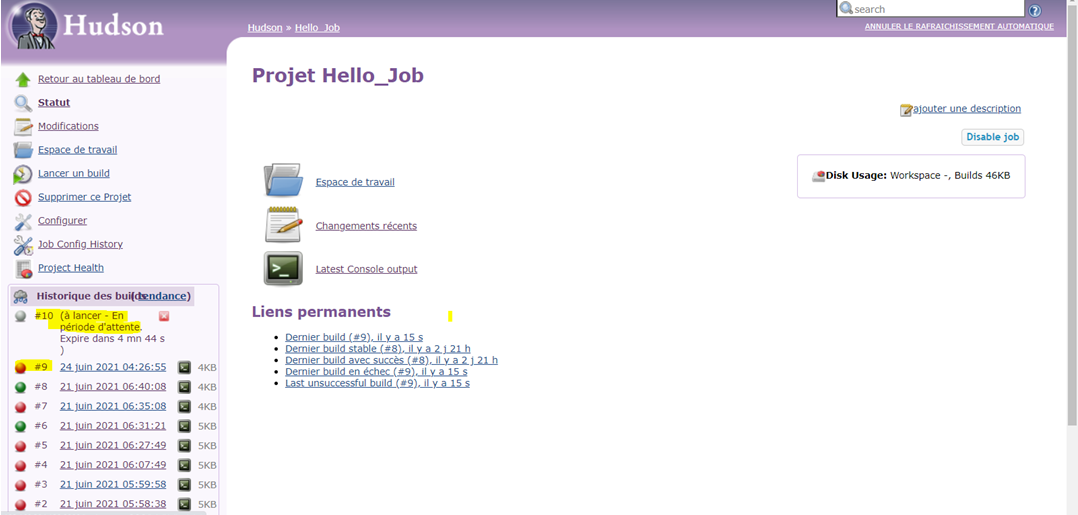 Hudson
Hudson » Hello_Job
search
ANNULER LE RAFRAICHISSEMENT AUTOMATIQUE
Retour au tableau de bord
Statut
Modifications
Espace de travail
Lancer un build
Supprimer ce Projet
Configurer
Job Config History
Project Health
Historique des builds
(tendance)
#10 (à lancer - En
période d'attente.
Expire dans 4 mn 44 s
)
#9 24 juin 2021 04:26:55 4KB
#8 21 juin 2021 06:40:08 4KB
#7 21 juin 2021 06:35:08 4KB
#6 21 juin 2021 06:31:21 5KB
#5 21 juin 2021 06:27:49 5KB
#4 21 juin 2021 06:07:49 5KB
#3 21 juin 2021 05:59:58 5KB
#2 21 juin 2021 05:58:38 5KB
Projet Hello_Job
ajouter une description
Disable job
Disk Usage: Workspace -, Builds 46KB
Espace de travail
Changements récents
Latest Console output
Liens permanents
Dernier build (#9), il y a 15 s
Dernier build stable (#8), il y a 2 j 21 h
Dernier build avec succès (#8), il y a 2 j 21 h
Dernier build en échec (#9), il y a 15 s
Last unsuccessful build (#9), il y a 15 s